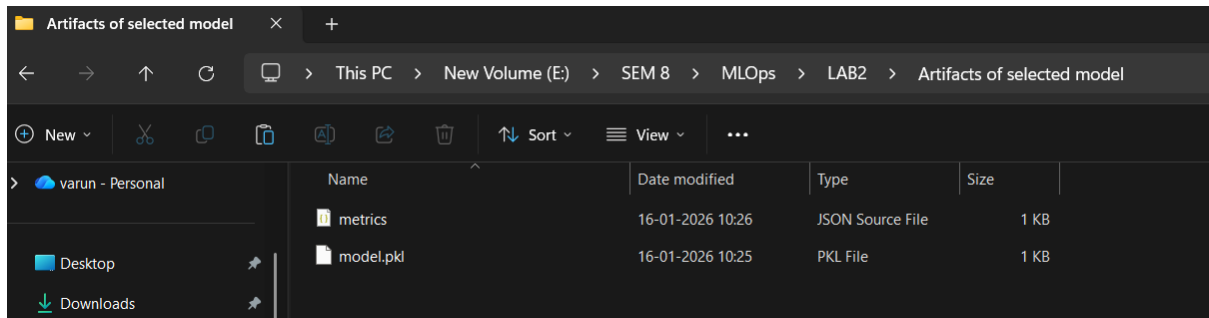 Artifacts of selected model
This PC > New Volume (E:) > SEM 8 > MLOps > LAB2 > Artifacts of selected model
New Sort View
varun - Personal
Name Date modified Type Size
metrics 16-01-2026 10:26 JSON Source File 1 KB
model.pkl 16-01-2026 10:25 PKL File 1 KB
Desktop
Downloads